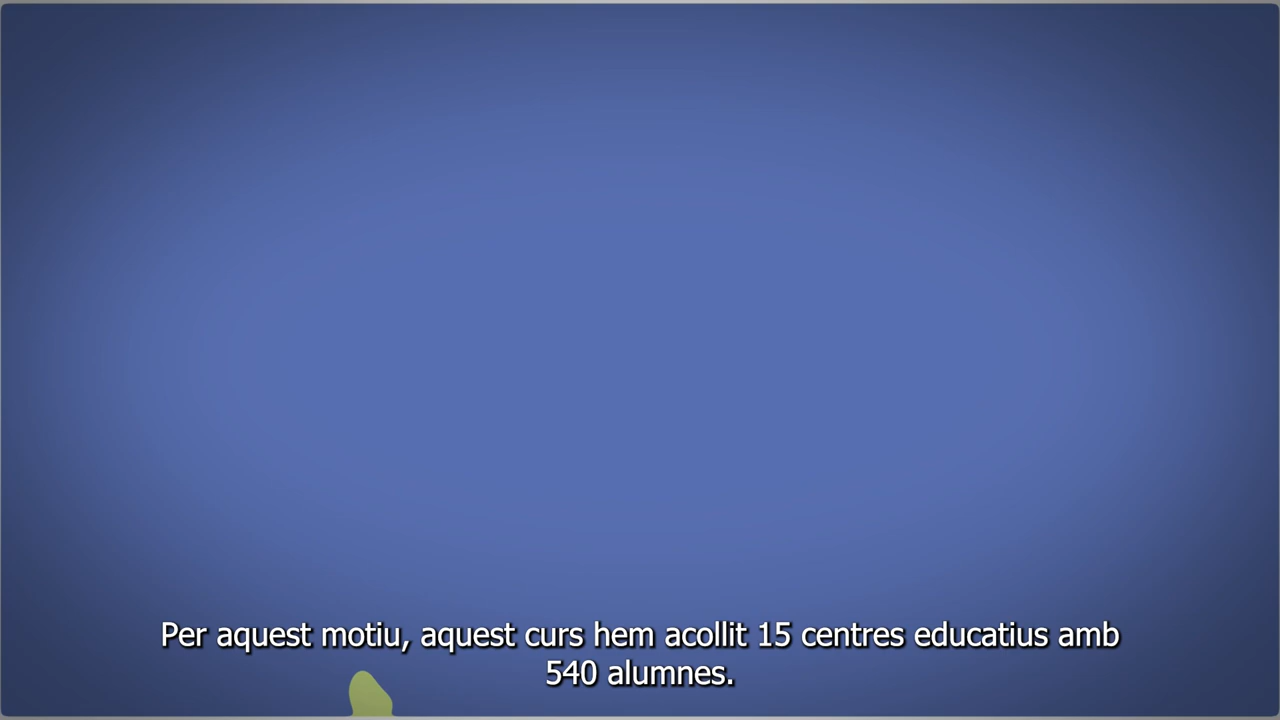 Per aquest motiu, aquest curs hem acollit 15 centres educatius amb
540 alumnes.